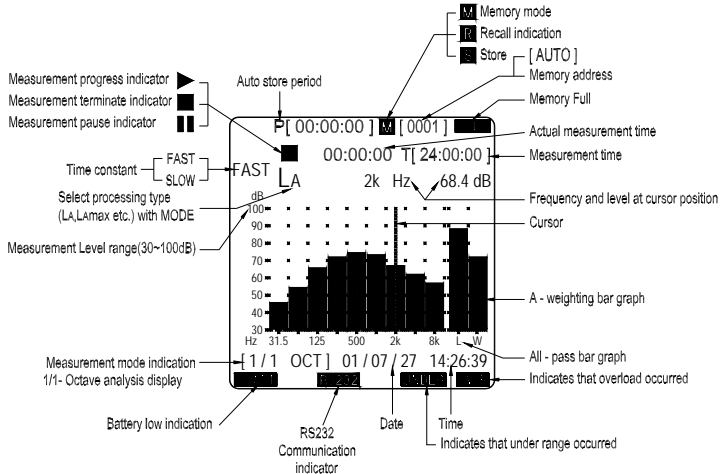 M Memory mode
R Recall indication
S Store
[ AUTO ]
Memory address
Memory Full
Measurement progress indicator
Measurement terminate indicator
Measurement pause indicator
Auto store period
P[ 00:00:00 ] M [ 0001 ]
Actual measurement time
00:00:00 T[ 24:00:00 ]
Measurement time
Time constant
FAST
SLOW
FAST
LA 2k Hz 68.4 dB
Select processing type
(LA,LAmax etc.) with MODE
Frequency and level at cursor position
dB
Cursor
Measurement Level range(30~100dB)
100
90
80
70
60
50
40
30
A - weighting bar graph
Hz 31.5 125 500 2k 8k L W
All - pass bar graph
Measurement mode indication
1/1- Octave analysis display
[ 1 / 1 OCT ] 01 / 07 / 27 14:26:39
Indicates that overload occurred
Battery low indication
RS232
Communication
indicator
Date
Time
Indicates that under range occurred